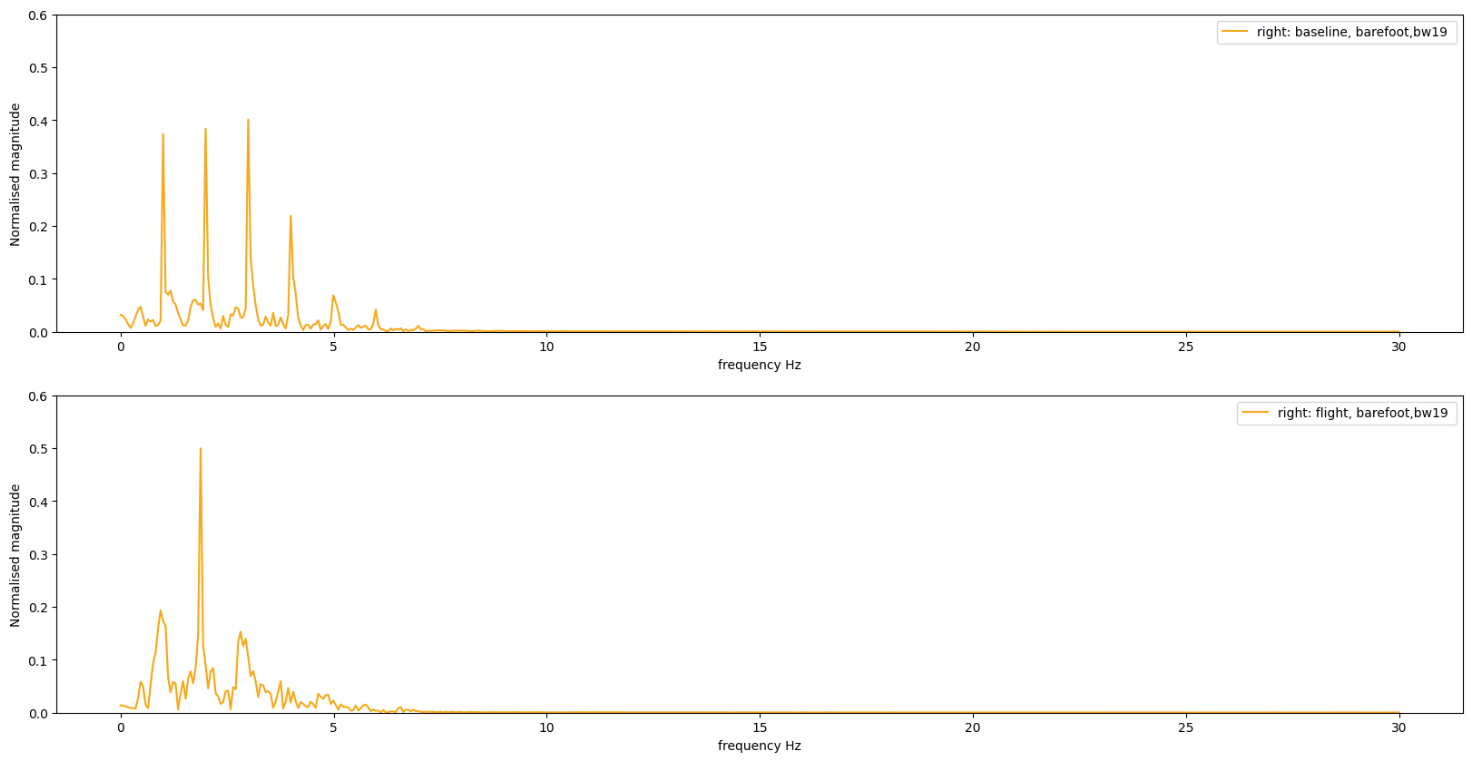 0.6
0.5
0.4
0.3
0.2
0.1
0.0
Normalised magnitude
right: baseline, barefoot,bw19
0 5 10 15 20 25 30
frequency Hz
0.6
0.5
0.4
0.3
0.2
0.1
0.0
Normalised magnitude
right: flight, barefoot,bw19
0 5 10 15 20 25 30
frequency Hz